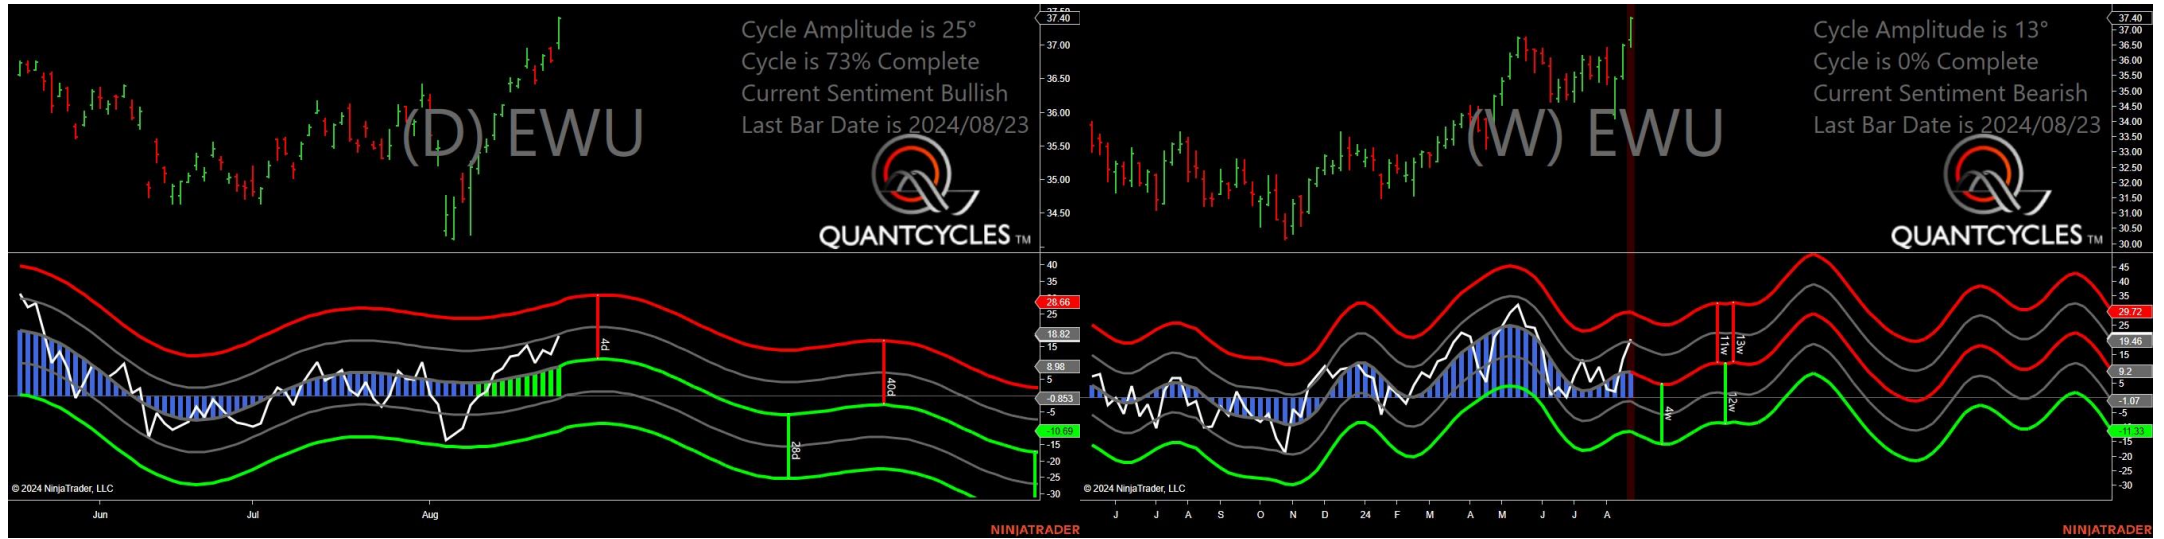 Cycle Amplitude is 25°
Cycle is 73% Complete
Current Sentiment Bullish
Last Bar Date is 2024/08/23
(D) EWU
QUANTCYCLES TM
37.40
37.00
36.50
36.00
35.50
35.00
34.50
40
35
28.66
25
18.82
15
8.98
5
-0.853
-5
-10.69
-15
-20
-25
-30
4d
28d
40d
© 2024 NinjaTrader, LLC
Jun Jul Aug
NINJATRADER
Cycle Amplitude is 13°
Cycle is 0% Complete
Current Sentiment Bearish
Last Bar Date is 2024/08/23
(W) EWU
QUANTCYCLES TM
37.40
37.00
36.50
36.00
35.50
35.00
34.50
34.00
33.50
33.00
32.50
32.00
31.50
31.00
30.50
30.00
45
35
29.72
25
19.46
15
9.2
5
-1.07
-5
-11.33
-15
-20
-25
-30
4w
11w
13w
12w
© 2024 NinjaTrader, LLC
J J A S O N D 24 F M A M J J A
NINJATRADER